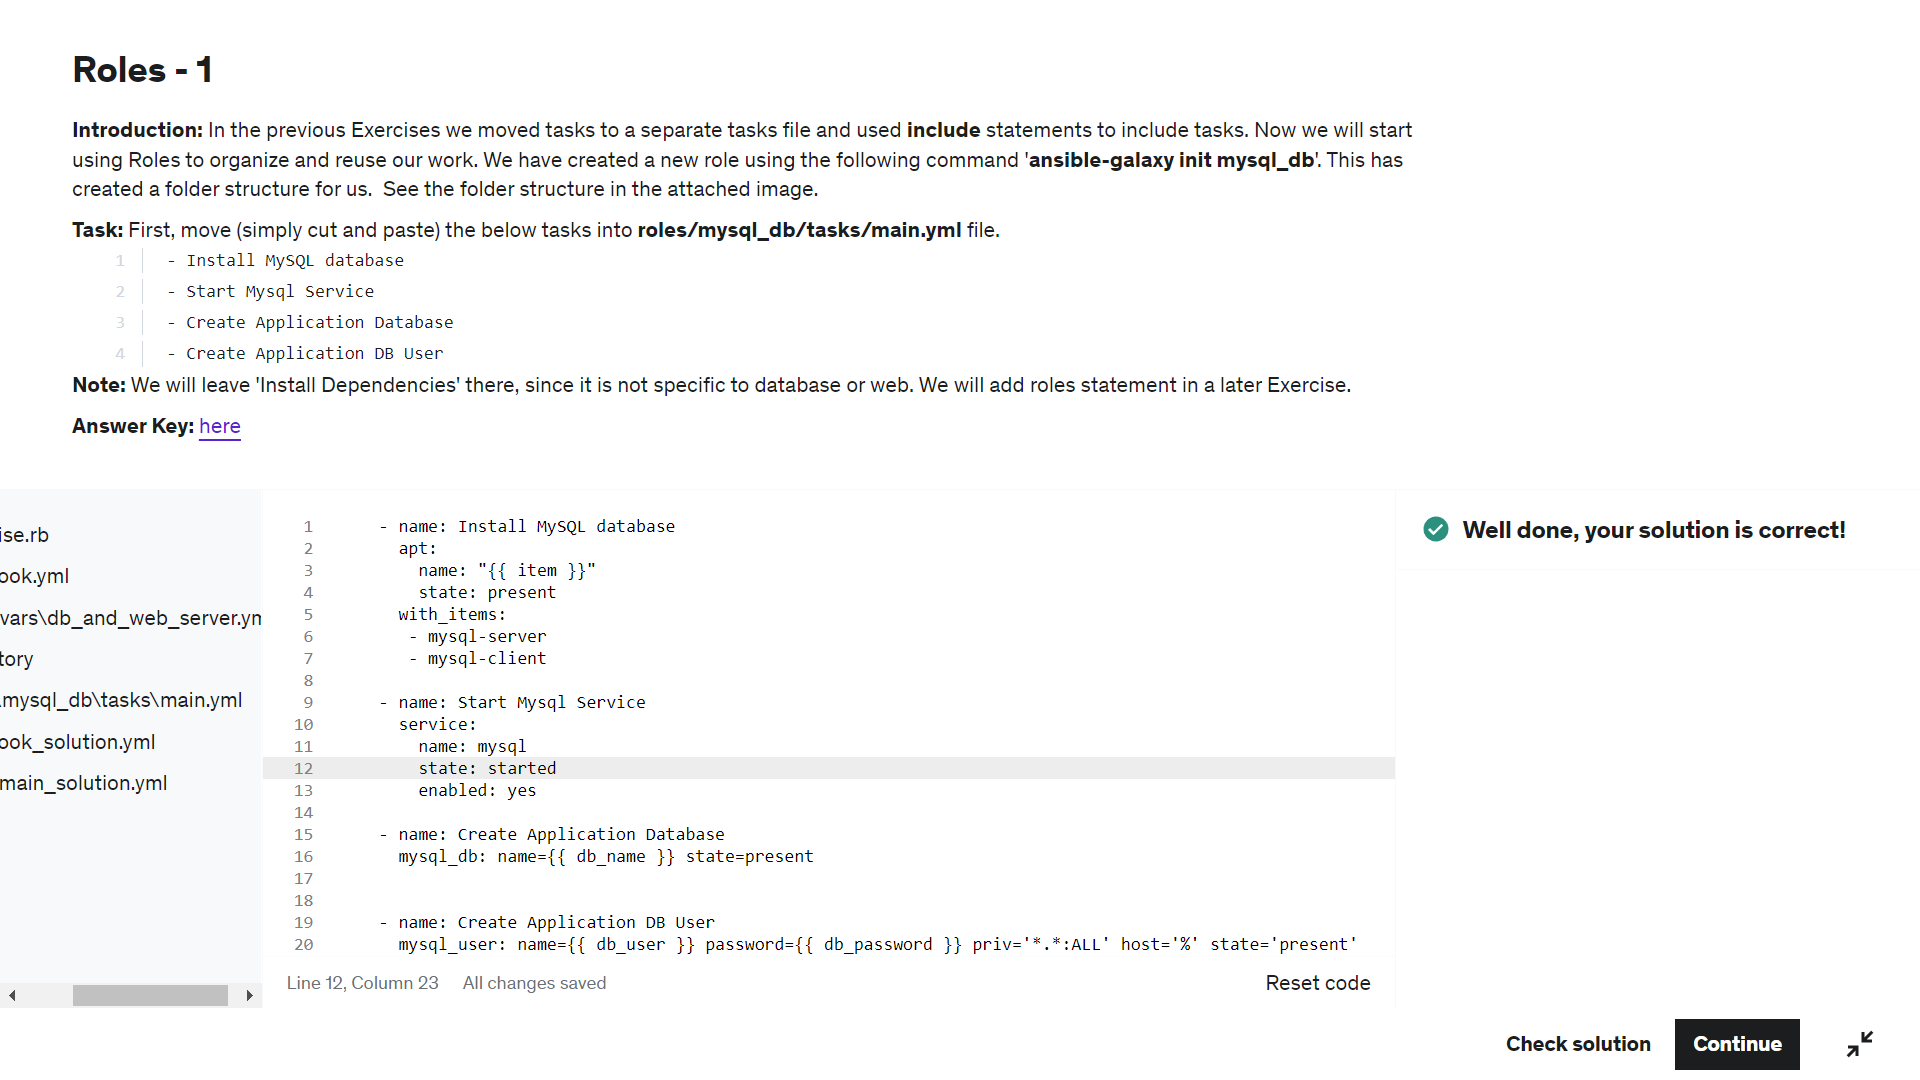 Roles - 1
Introduction: In the previous Exercises we moved tasks to a separate tasks file and used include statements to include tasks. Now we will start
using Roles to organize and reuse our work. We have created a new role using the following command 'ansible-galaxy init mysql_db'. This has
created a folder structure for us.  See the folder structure in the attached image.
Task: First, move (simply cut and paste) the below tasks into roles/mysql_db/tasks/main.yml file.
1 - Install MySQL database
2 - Start Mysql Service
3 - Create Application Database
4 - Create Application DB User
Note: We will leave 'Install Dependencies' there, since it is not specific to database or web. We will add roles statement in a later Exercise.
Answer Key: here
ise.rb
ook.yml
vars\db_and_web_server.ym
tory
\mysql_db\tasks\main.yml
ook_solution.yml
main_solution.yml
1 - name: Install MySQL database
2 apt:
3 name: "{{ item }}"
4 state: present
5 with_items:
6 - mysql-server
7 - mysql-client
8
9 - name: Start Mysql Service
10 service:
11 name: mysql
12 state: started
13 enabled: yes
14
15 - name: Create Application Database
16 mysql_db: name={{ db_name }} state=present
17
18
19 - name: Create Application DB User
20 mysql_user: name={{ db_user }} password={{ db_password }} priv='*.*:ALL' host='%' state='present'
Line 12, Column 23 All changes saved
Reset code
Well done, your solution is correct!
Check solution
Continue